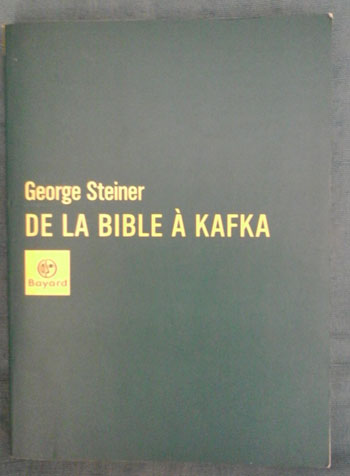 George Steiner
DE LA BIBLE À KAFKA
Bayard